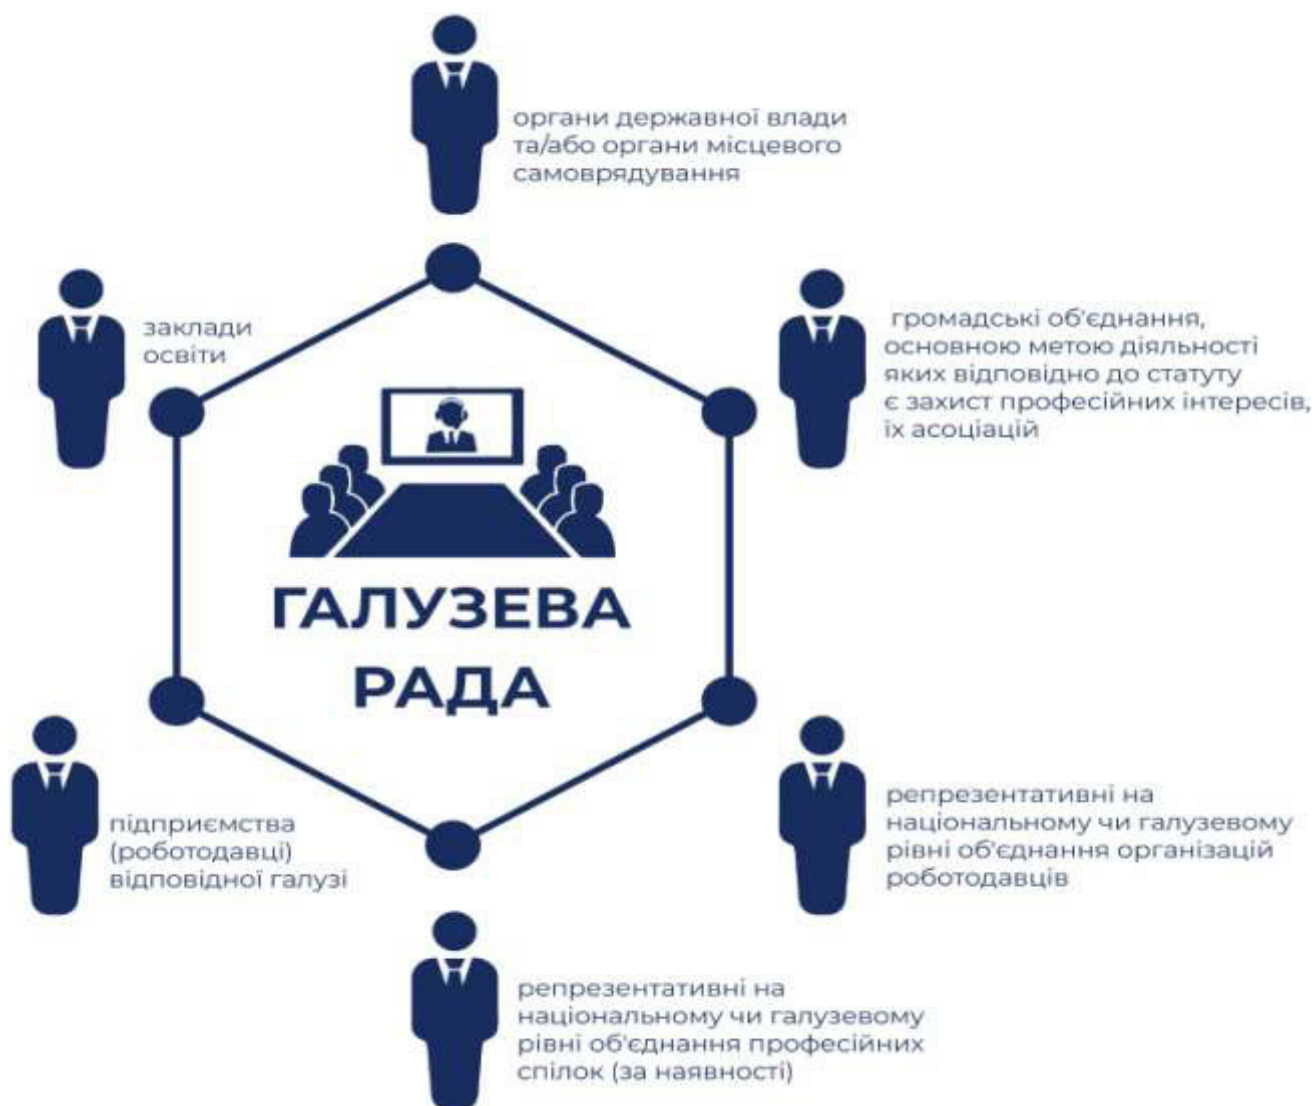 органи державної влади
та/або органи місцевого
самоврядування
заклади
освіти
громадські об'єднання,
основною метою діяльності
яких відповідно до статуту
є захист професійних інтересів,
їх асоціацій
ГАЛУЗЕВА
РАДА
підприємства
(роботодавці)
відповідної галузі
репрезентативні на
національному чи галузевому
рівні об'єднання організацій
роботодавців
репрезентативні на
національному чи галузевому
рівні об'єднання професійних
спілок (за наявності)